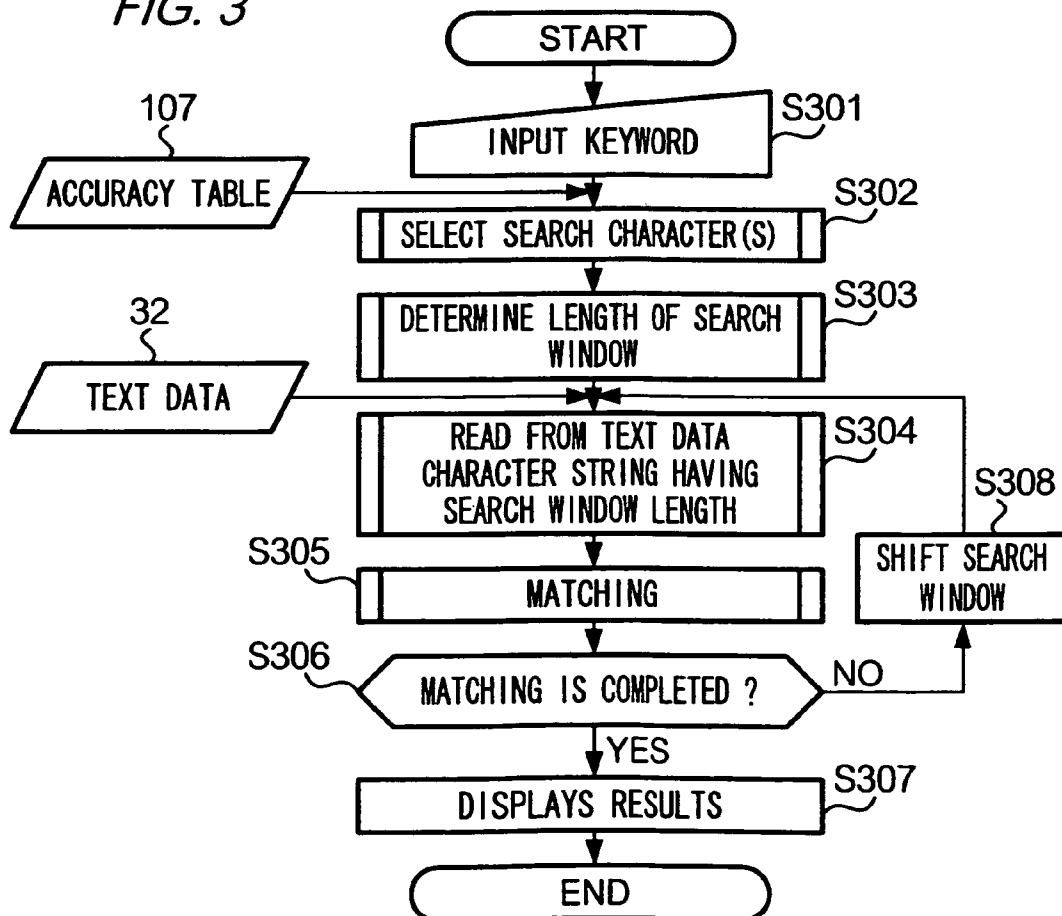 FIG. 3
START
S301
INPUT KEYWORD
107
ACCURACY TABLE
S302
SELECT SEARCH CHARACTER(S)
S303
DETERMINE LENGTH OF SEARCH
WINDOW
32
TEXT DATA
S304
READ FROM TEXT DATA
CHARACTER STRING HAVING
SEARCH WINDOW LENGTH
S308
SHIFT SEARCH
WINDOW
S305
MATCHING
S306
MATCHING IS COMPLETED ?
NO
YES
S307
DISPLAYS RESULTS
END